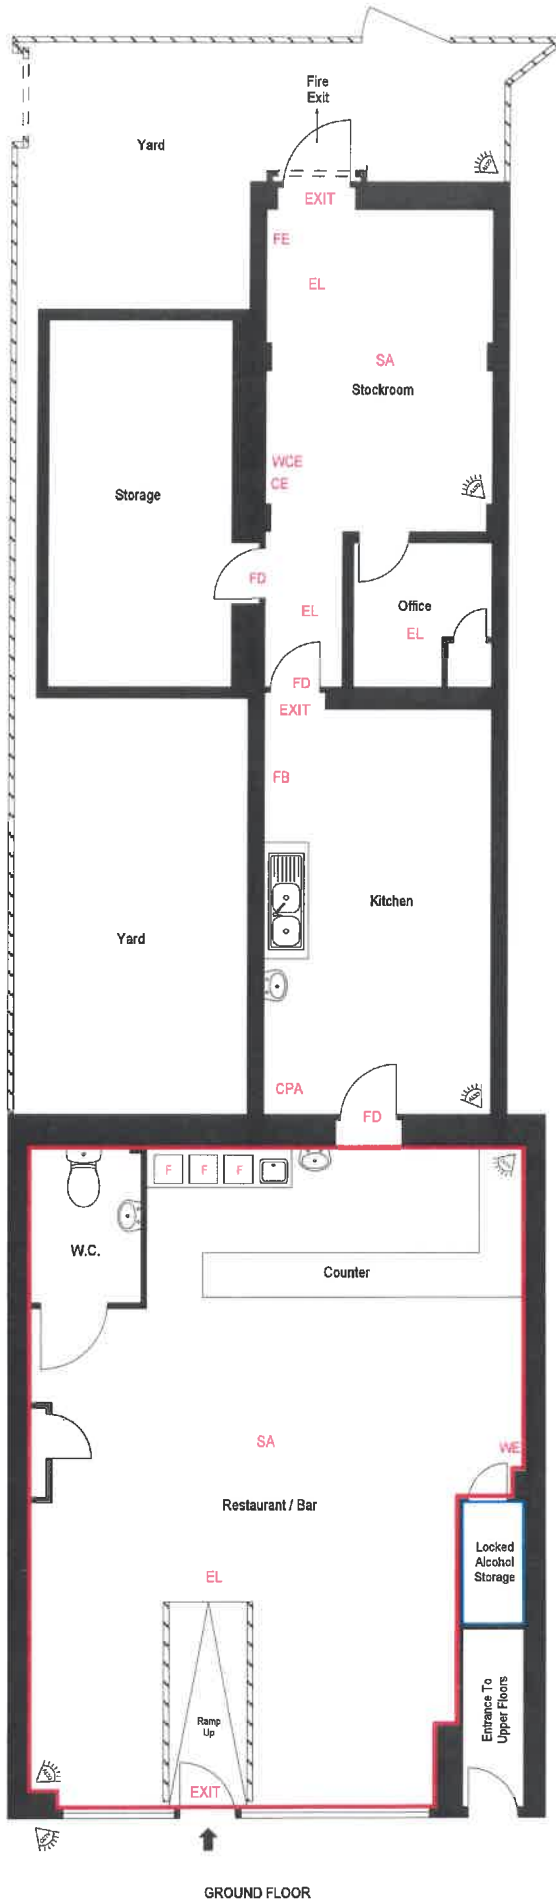 Fire
Exit
Yard
EXIT
FE
EL
SA
Stockroom
WCE
CE
Storage
CCTV
FD
EL
Office
EL
FD
EXIT
FB
Kitchen
Yard
CPA
FD
CCTV
F F F
W.C.
Counter
SA
WE
Restaurant / Bar
Locked
Alcohol
Storage
EL
Entrance To
Upper Floors
Ramp
Up
EXIT
GROUND FLOOR